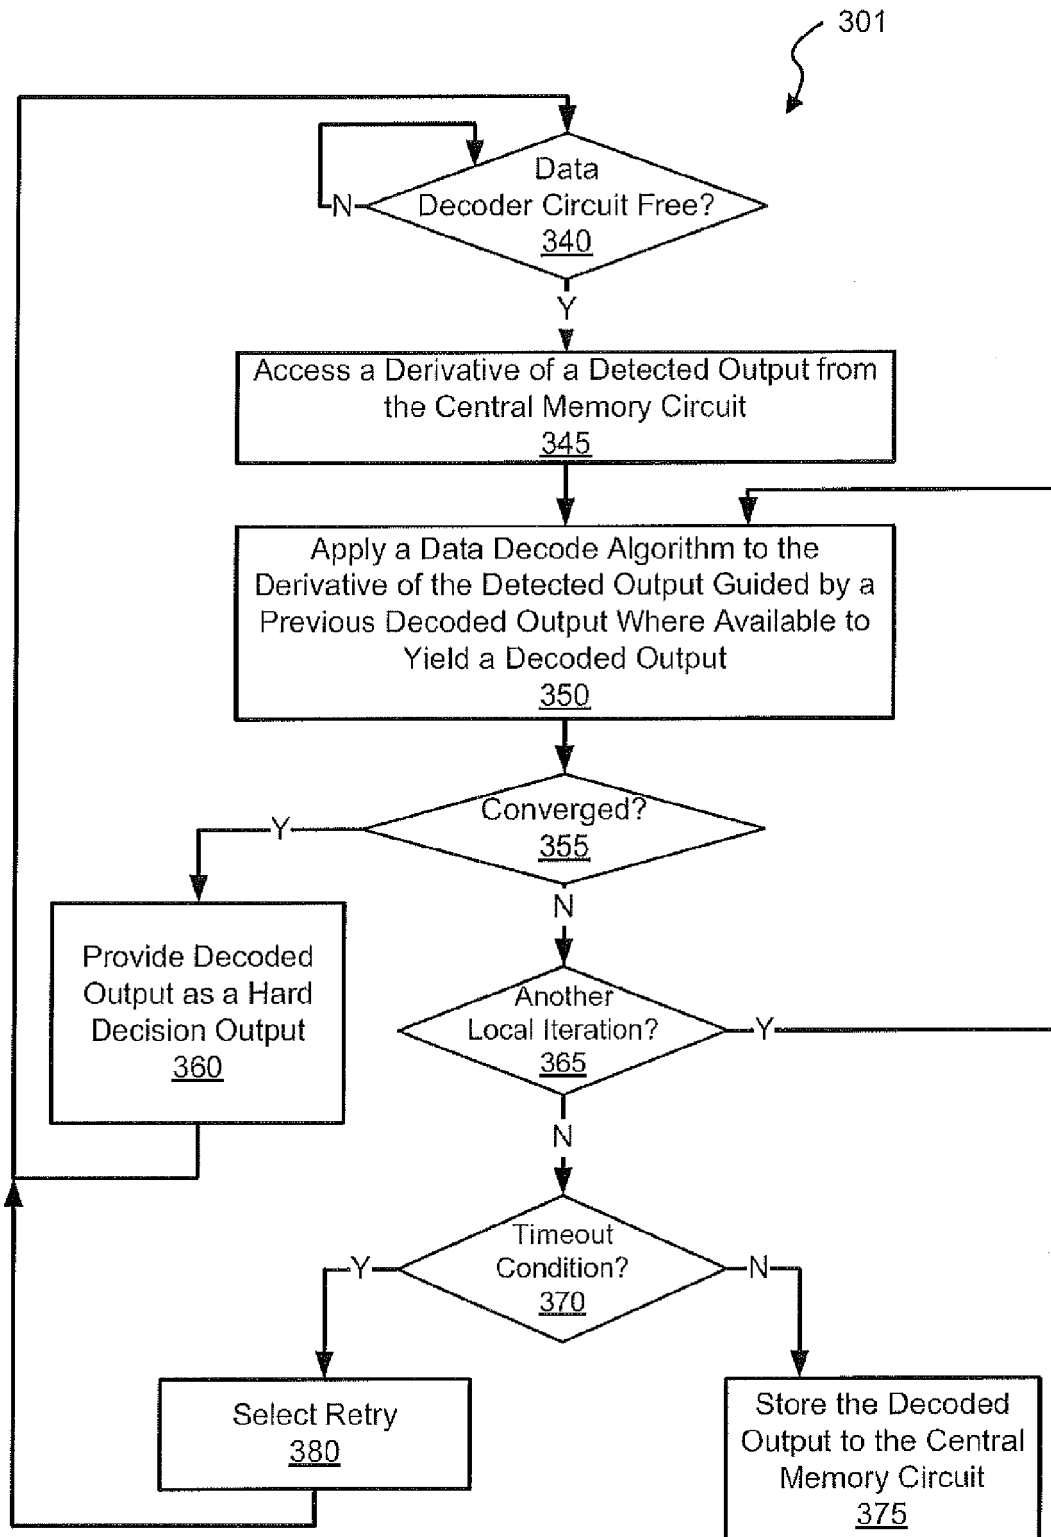 301
Data
Decoder Circuit Free?
340
N
Y
Access a Derivative of a Detected Output from
the Central Memory Circuit
345
Apply a Data Decode Algorithm to the
Derivative of the Detected Output Guided by a
Previous Decoded Output Where Available to
Yield a Decoded Output
350
Converged?
355
Y
N
Provide Decoded
Output as a Hard
Decision Output
360
Another
Local Iteration?
365
Y
N
Timeout
Condition?
370
Y
N
Select Retry
380
Store the Decoded
Output to the Central
Memory Circuit
375